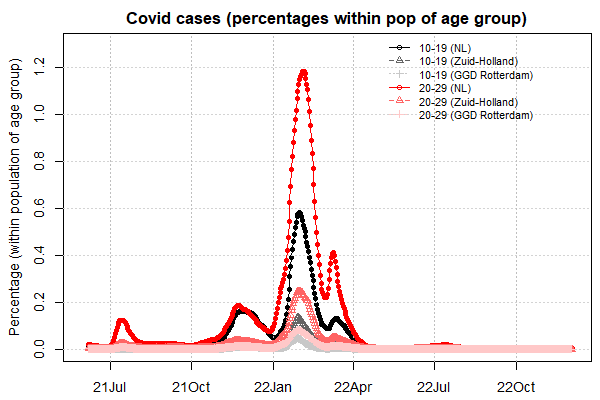 Covid cases (percentages within pop of age group)
Percentage (within population of age group)
1.2
1.0
0.8
0.6
0.4
0.2
0.0
10-19 (NL)
10-19 (Zuid-Holland)
10-19 (GGD Rotterdam)
20-29 (NL)
20-29 (Zuid-Holland)
20-29 (GGD Rotterdam)
21Jul 21Oct 22Jan 22Apr 22Jul 22Oct